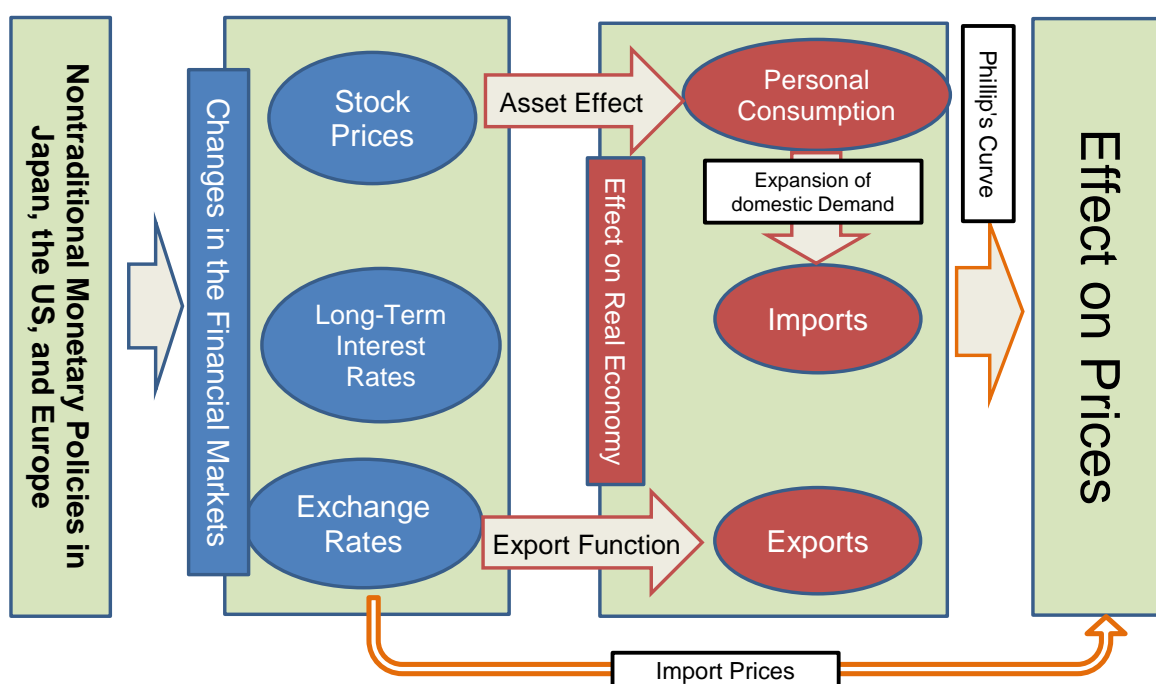 Nontraditional Monetary Policies in
Japan, the US, and Europe
Changes in the Financial Markets
Stock
Prices
Long-Term
Interest
Rates
Exchange
Rates
Asset Effect
Export Function
Effect on Real Economy
Personal
Consumption
Expansion of
domestic Demand
Imports
Exports
Phillip's Curve
Effect on Prices
Import Prices